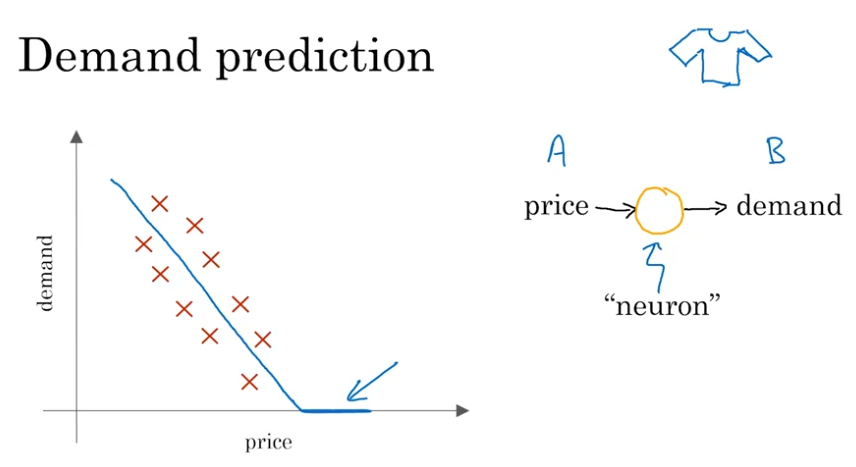 Demand prediction
A
B
price
demand
"neuron"
demand
price